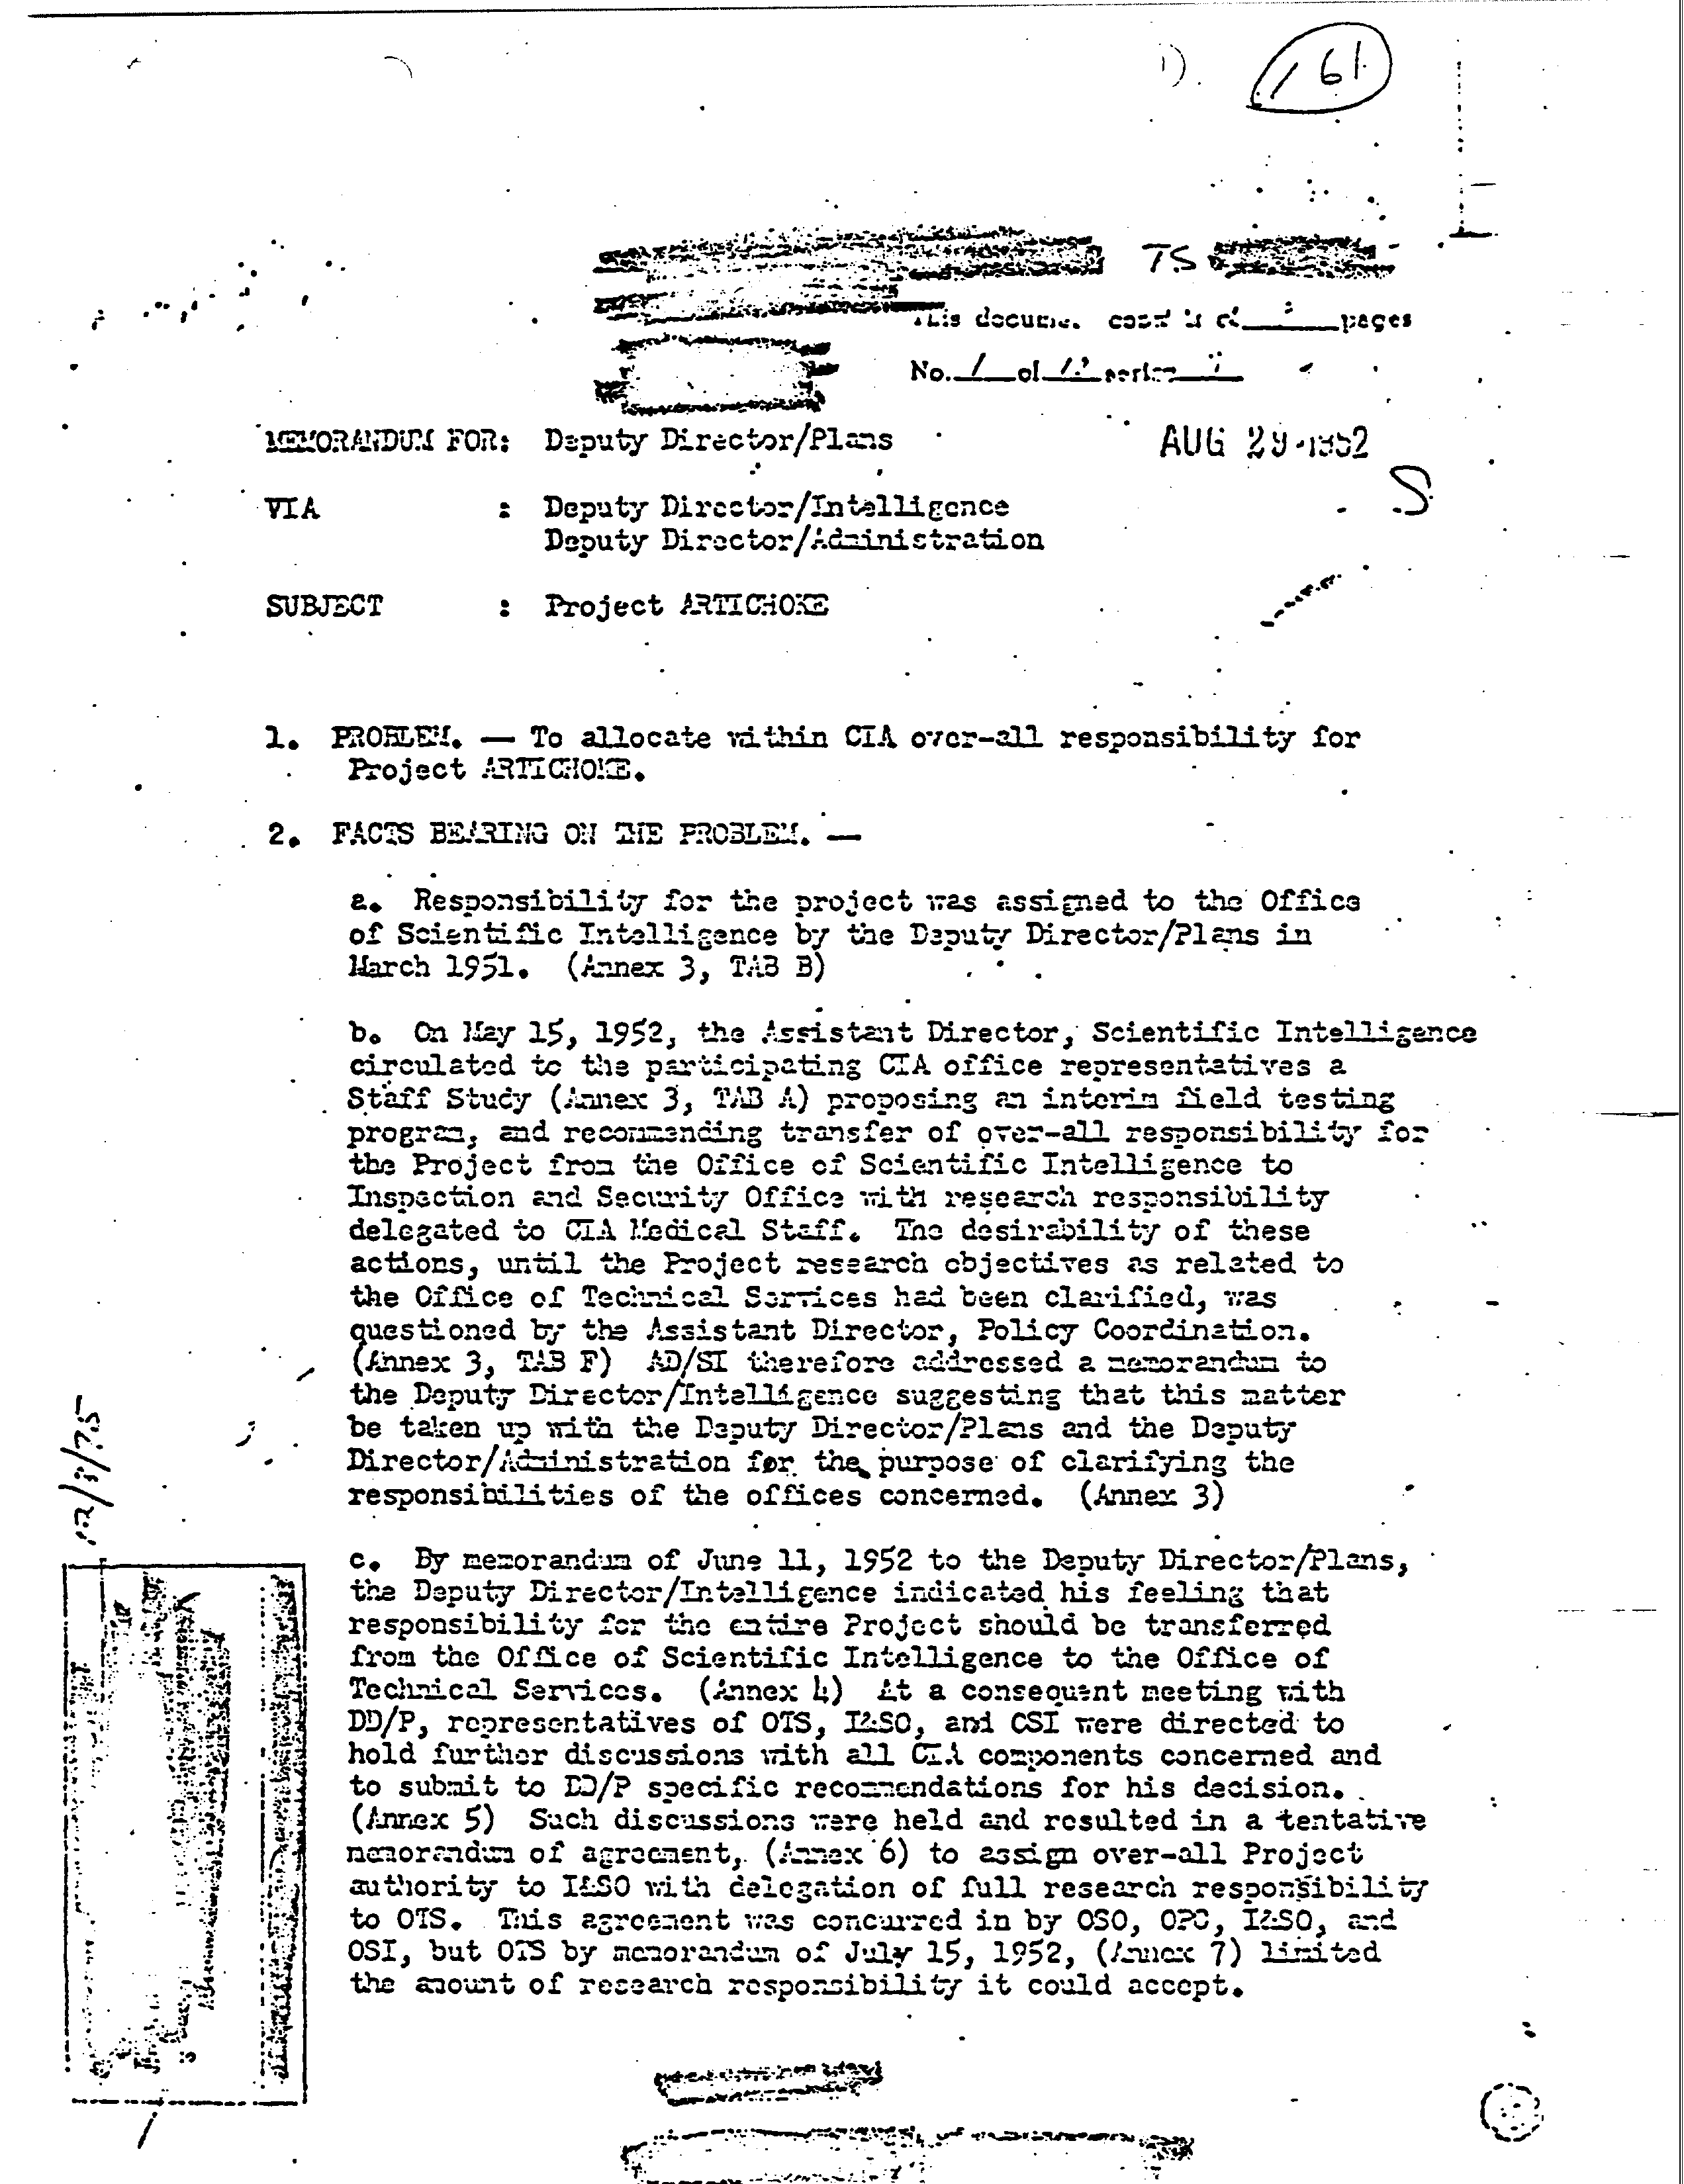 161
TS
This document consists of pages
No. 1 of series
MEMORANDUM FOR: Deputy Director/Plans
AUG 29 1952
S
VIA : Deputy Director/Intelligence
Deputy Director/Administration
SUBJECT : Project ARTICHOKE
1. PROBLEM. — To allocate within CIA over-all responsibility for
Project ARTICHOKE.
2. FACTS BEARING ON THE PROBLEM. —
a. Responsibility for the project was assigned to the Office
of Scientific Intelligence by the Deputy Director/Plans in
March 1951. (Annex 3, TAB B)
b. On May 15, 1952, the Assistant Director, Scientific Intelligence
circulated to the participating CIA office representatives a
Staff Study (Annex 3, TAB A) proposing an interim field testing
program, and recommending transfer of over-all responsibility for
the Project from the Office of Scientific Intelligence to
Inspection and Security Office with research responsibility
delegated to CIA Medical Staff. The desirability of these
actions, until the Project research objectives as related to
the Office of Technical Services had been clarified, was
questioned by the Assistant Director, Policy Coordination.
(Annex 3, TAB F) AD/SI therefore addressed a memorandum to
the Deputy Director/Intelligence suggesting that this matter
be taken up with the Deputy Director/Plans and the Deputy
Director/Administration for the purpose of clarifying the
responsibilities of the offices concerned. (Annex 3)
c. By memorandum of June 11, 1952 to the Deputy Director/Plans,
the Deputy Director/Intelligence indicated his feeling that
responsibility for the entire Project should be transferred
from the Office of Scientific Intelligence to the Office of
Technical Services. (Annex 4) At a consequent meeting with
DD/P, representatives of OTS, I&SO, and OSI were directed to
hold further discussions with all CIA components concerned and
to submit to DD/P specific recommendations for his decision.
(Annex 5) Such discussions were held and resulted in a tentative
memorandum of agreement, (Annex 6) to assign over-all Project
authority to I&SO with delegation of full research responsibility
to OTS. This agreement was concurred in by OSO, OPC, I&SO, and
OSI, but OTS by memorandum of July 15, 1952, (Annex 7) limited
the amount of research responsibility it could accept.